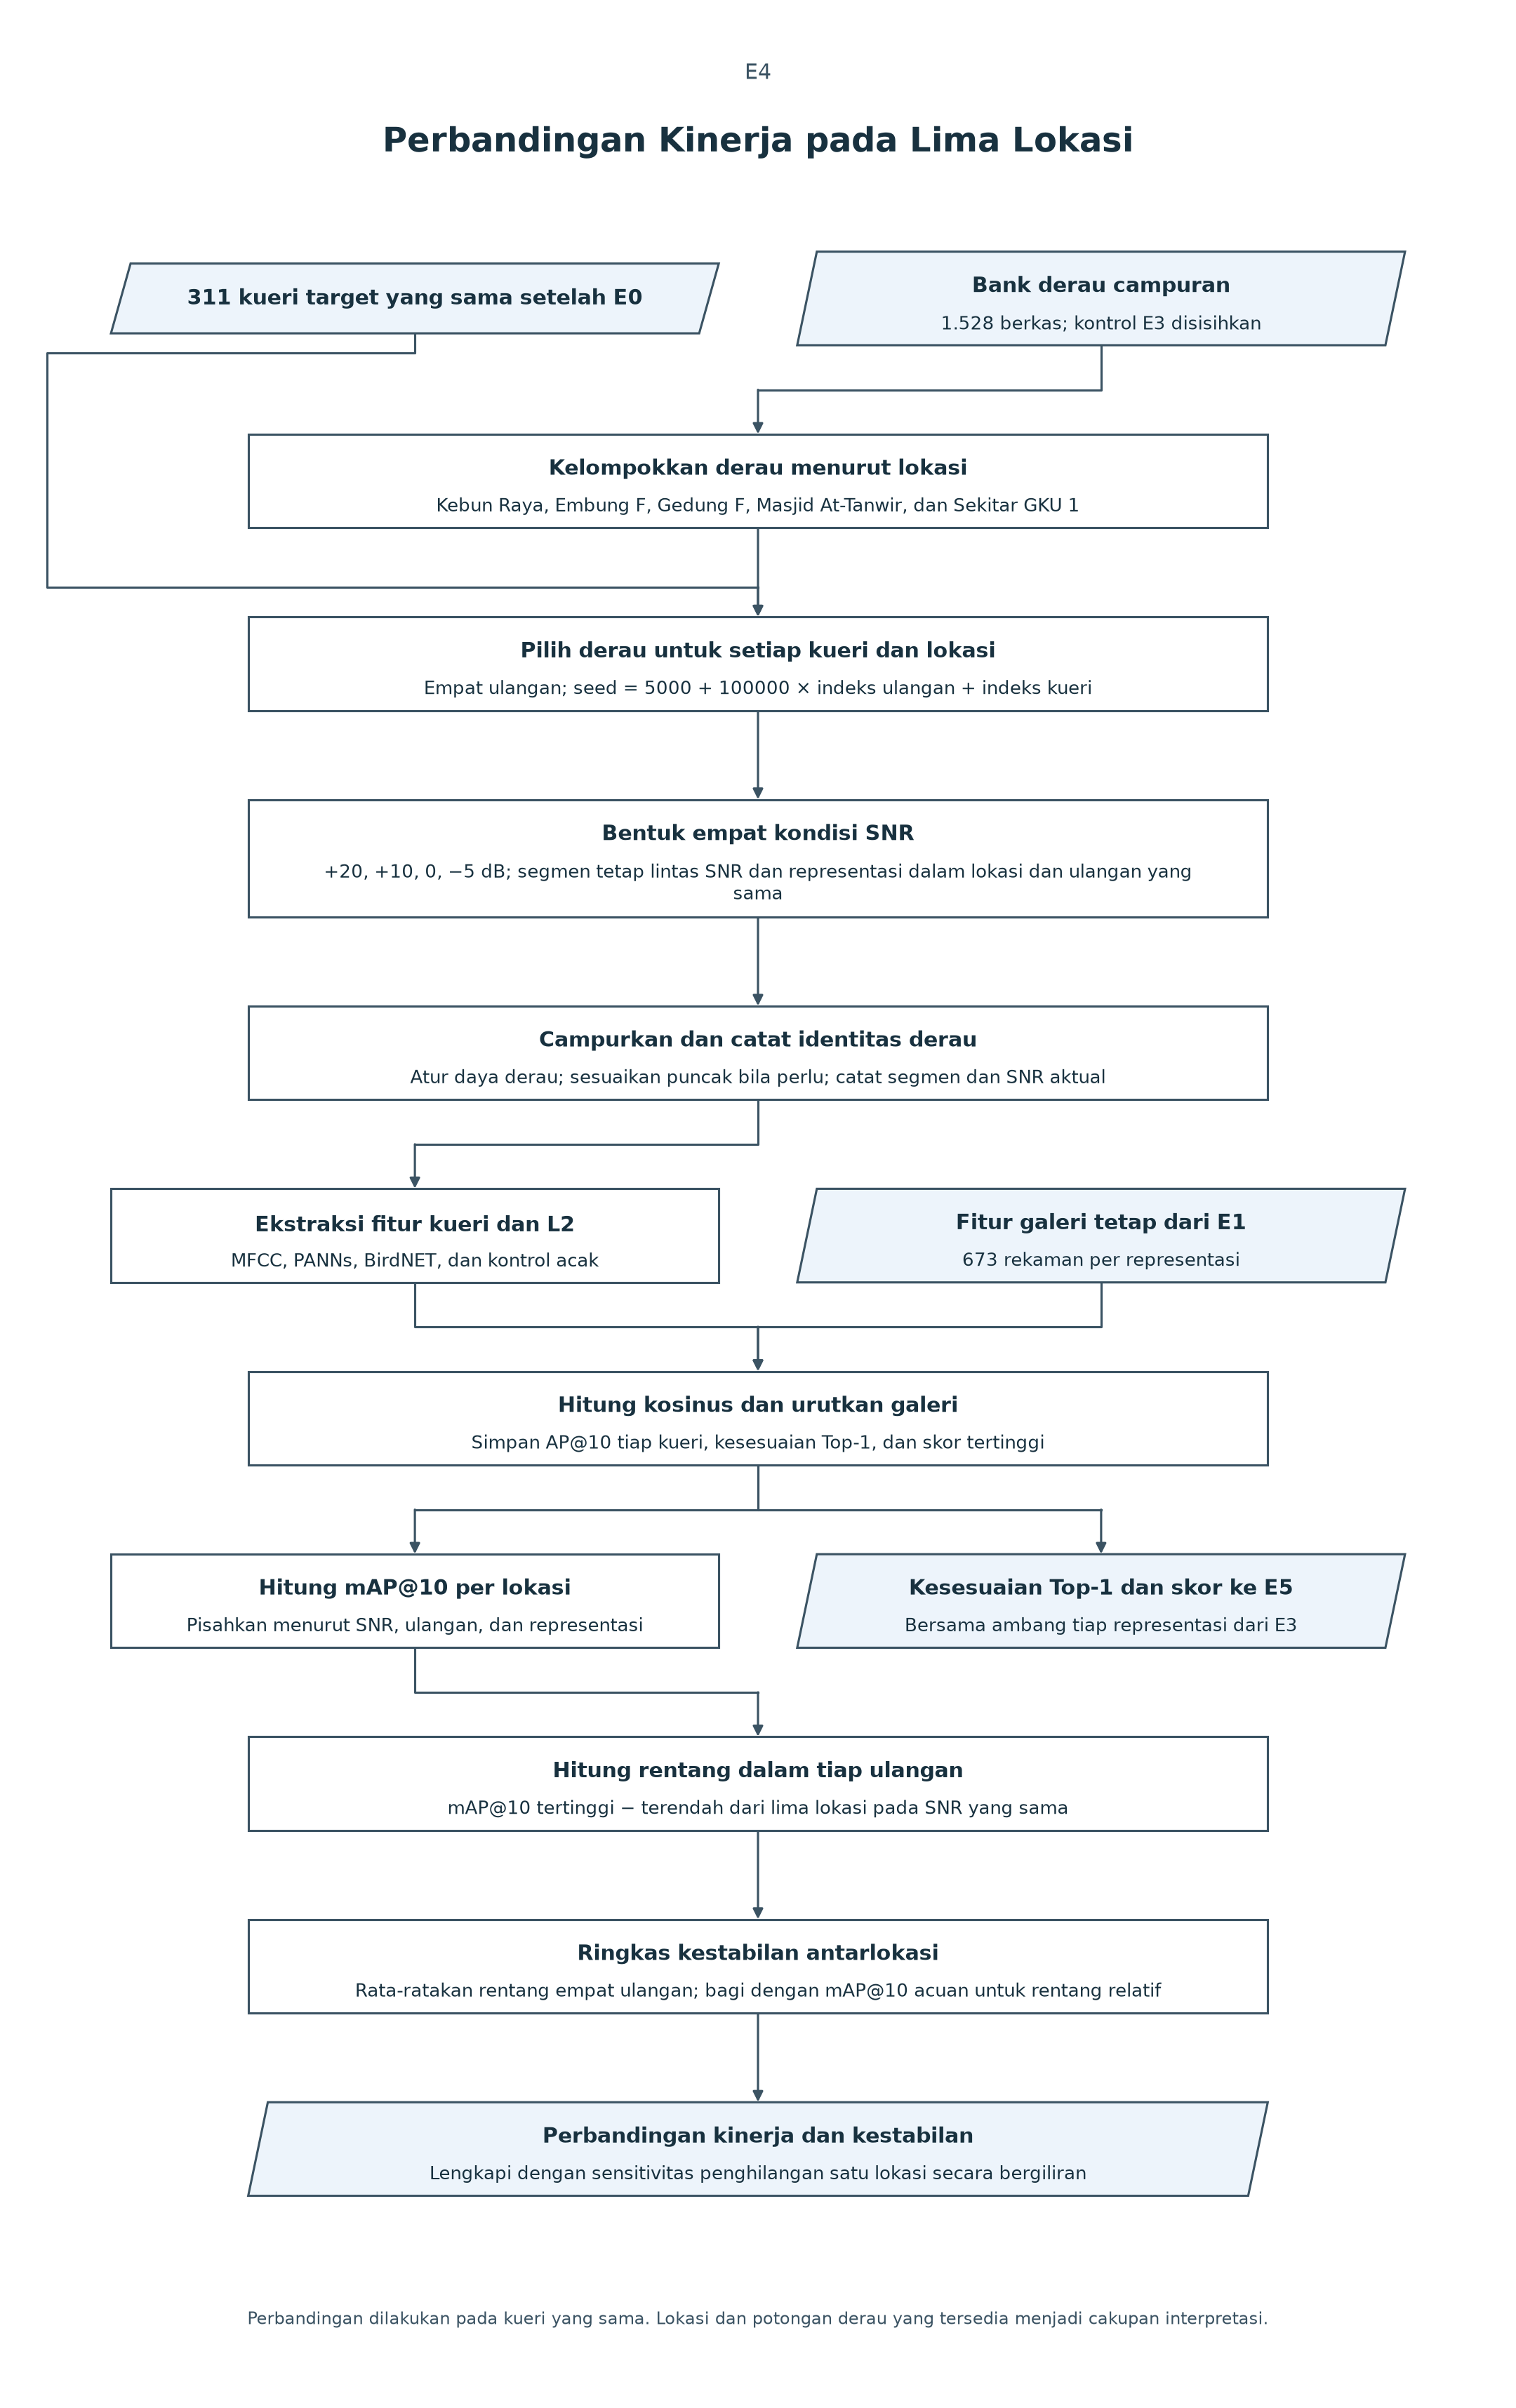 E4
Perbandingan Kinerja pada Lima Lokasi
311 kueri target yang sama setelah E0
Bank derau campuran
1.528 berkas; kontrol E3 disisihkan
Kelompokkan derau menurut lokasi
Kebun Raya, Embung F, Gedung F, Masjid At-Tanwir, dan Sekitar GKU 1
Pilih derau untuk setiap kueri dan lokasi
Empat ulangan; seed = 5000 + 100000 × indeks ulangan + indeks kueri
Bentuk empat kondisi SNR
+20, +10, 0, −5 dB; segmen tetap lintas SNR dan representasi dalam lokasi dan ulangan yang
sama
Campurkan dan catat identitas derau
Atur daya derau; sesuaikan puncak bila perlu; catat segmen dan SNR aktual
Ekstraksi fitur kueri dan L2
MFCC, PANNs, BirdNET, dan kontrol acak
Fitur galeri tetap dari E1
673 rekaman per representasi
Hitung kosinus dan urutkan galeri
Simpan AP@10 tiap kueri, kesesuaian Top-1, dan skor tertinggi
Hitung mAP@10 per lokasi
Pisahkan menurut SNR, ulangan, dan representasi
Kesesuaian Top-1 dan skor ke E5
Bersama ambang tiap representasi dari E3
Hitung rentang dalam tiap ulangan
mAP@10 tertinggi − terendah dari lima lokasi pada SNR yang sama
Ringkas kestabilan antarlokasi
Rata-ratakan rentang empat ulangan; bagi dengan mAP@10 acuan untuk rentang relatif
Perbandingan kinerja dan kestabilan
Lengkapi dengan sensitivitas penghilangan satu lokasi secara bergiliran
Perbandingan dilakukan pada kueri yang sama. Lokasi dan potongan derau yang tersedia menjadi cakupan interpretasi.